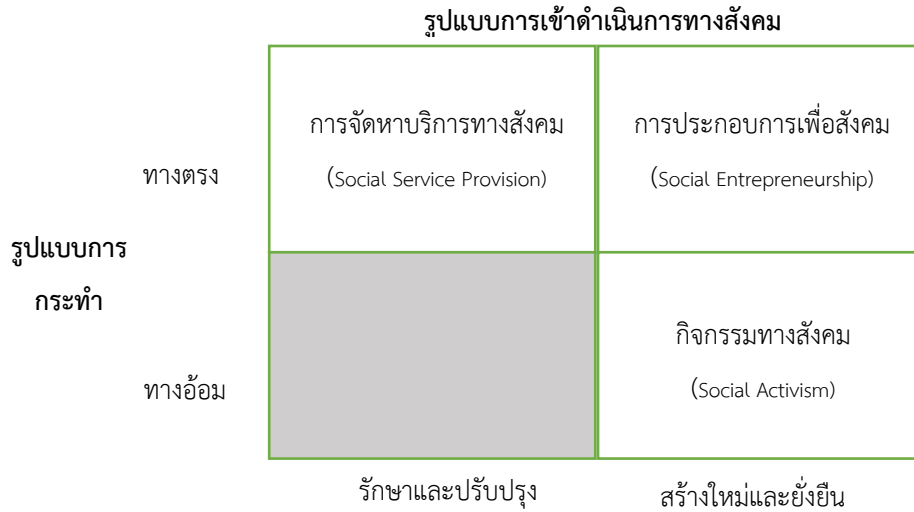 รูปแบบการเข้าดำเนินการทางสังคม
การจัดหาบริการทางสังคม
(Social Service Provision)
การประกอบการเพื่อสังคม
(Social Entrepreneurship)
ทางตรง
รูปแบบการ
กระทำ
กิจกรรมทางสังคม
(Social Activism)
ทางอ้อม
รักษาและปรับปรุง
สร้างใหม่และยั่งยืน